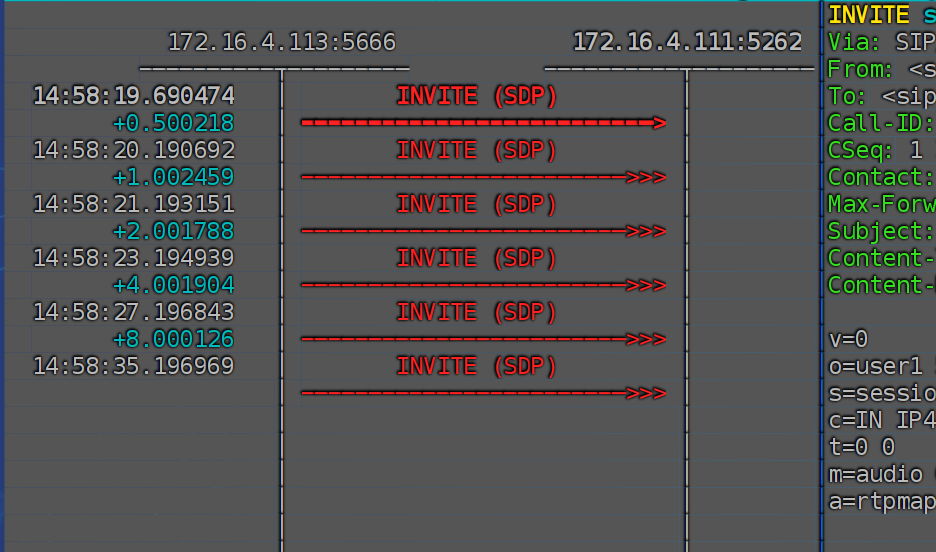 172.16.4.113:5666 172.16.4.111:5262
14:58:19.690474 INVITE (SDP)
+0.500218
14:58:20.190692 INVITE (SDP)
+1.002459 >>>
14:58:21.193151 INVITE (SDP)
+2.001788 >>>
14:58:23.194939 INVITE (SDP)
+4.001904 >>>
14:58:27.196843 INVITE (SDP)
+8.000126 >>>
14:58:35.196969 INVITE (SDP)
>>>
INVITE s
Via: SIP
From: <s
To: <sip
Call-ID:
CSeq: 1
Contact:
Max-Forw
Subject:
Content-
Content-
v=0
o=user1
s=sessio
c=IN IP4
t=0 0
m=audio
a=rtpmap